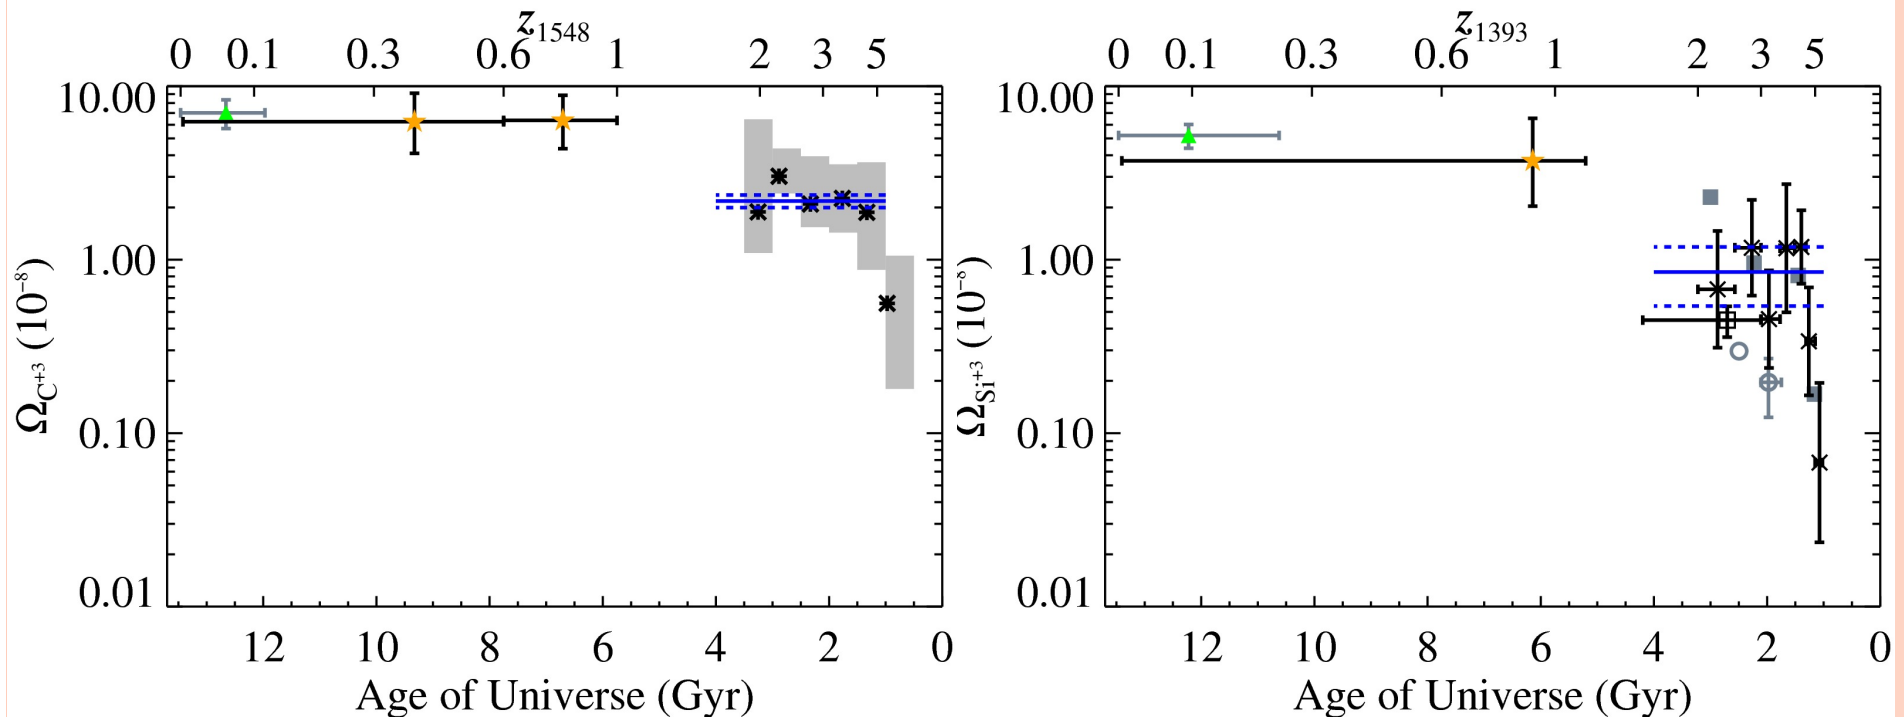 z1548
0 0.1 0.3 0.6 1 2 3 5
10.00
1.00
0.10
0.01
ΩC+3 (10−8)
12 10 8 6 4 2 0
Age of Universe (Gyr)
z1393
0 0.1 0.3 0.6 1 2 3 5
10.00
1.00
0.10
0.01
ΩSi+3 (10−8)
12 10 8 6 4 2 0
Age of Universe (Gyr)